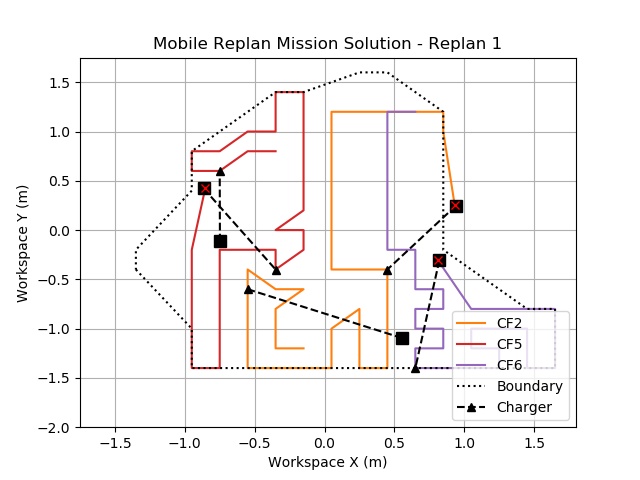 Mobile Replan Mission Solution - Replan 1
Workspace Y (m)
1.5
1.0
0.5
0.0
−0.5
−1.0
−1.5
−2.0
CF2
CF5
CF6
Boundary
Charger
−1.5 −1.0 −0.5 0.0 0.5 1.0 1.5
Workspace X (m)